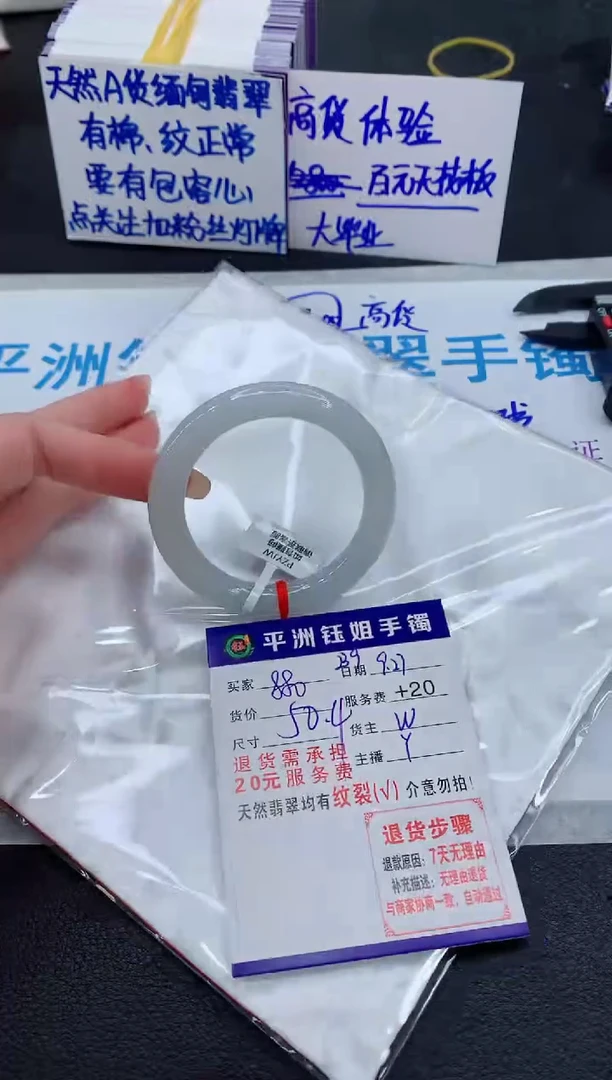 天然A货缅甸翡翠
有棉、纹正常
要有包容心
点关注加粉丝灯牌
高货体验
百元天花板
大毕业
高货
平洲
翠手镯
证
PZYJW
平洲钰姐手镯
买家
880
日期 9.27
货价
服务费 +20
尺寸 50.4
货主 W
退货需承担
20元服务费
主播 Y
天然翡翠均有纹裂(√)介意勿拍!
退货步骤
退款原因: 7天无理由
补充描述: 无理由退货
与商家协商一致, 自动通过